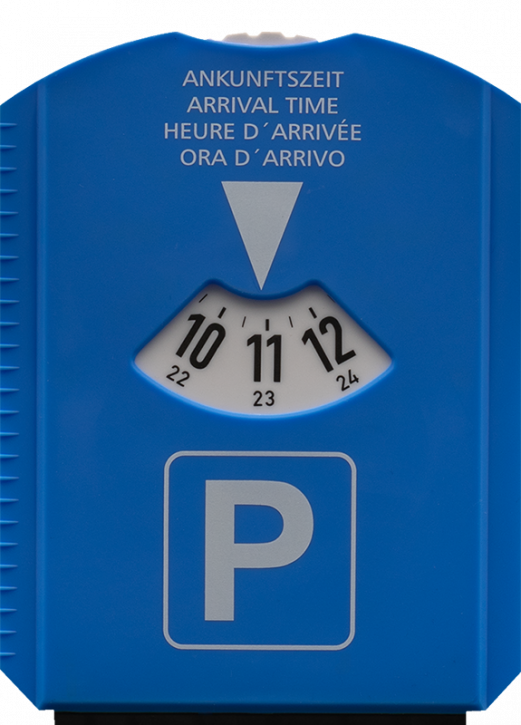 ANKUNFTSZEIT
ARRIVAL TIME
HEURE D´ARRIVÉE
ORA D´ARRIVO
10 11 12
22 23 24
P